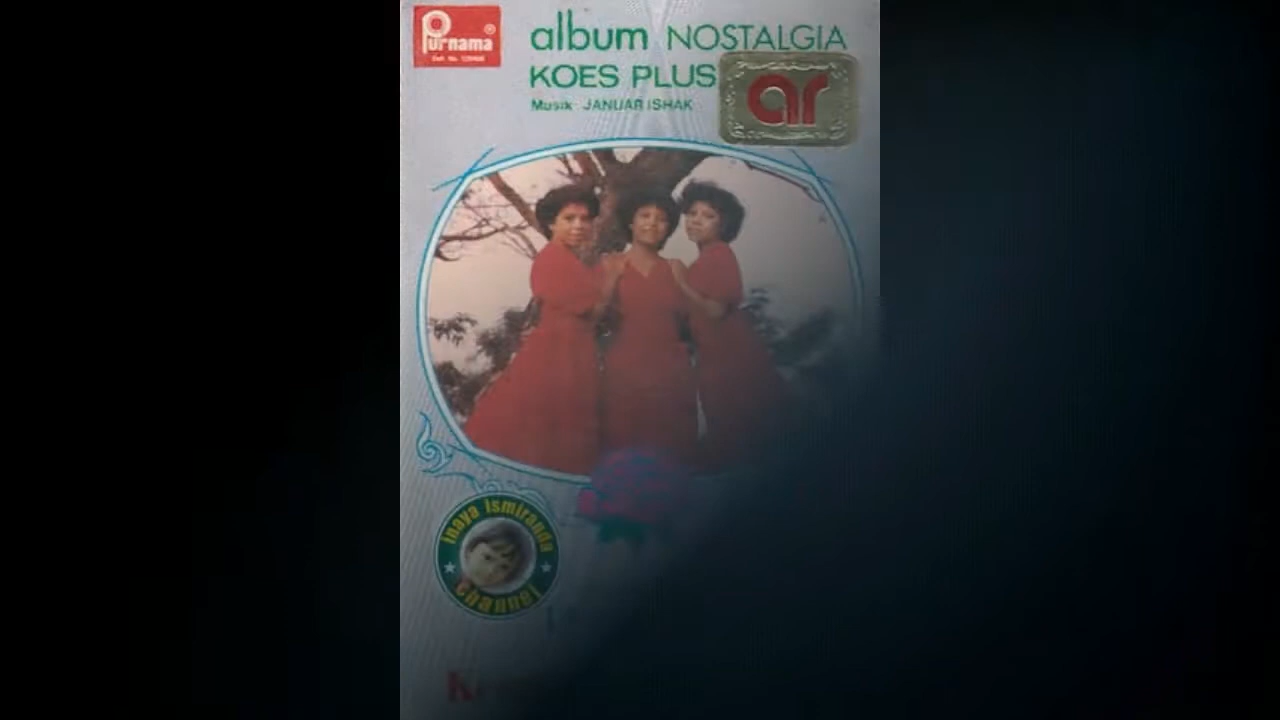 Purnama
album NOSTALGIA
KOES PLUS
ar
Musik JANUAR ISHAK
inaya ismiranda
channel